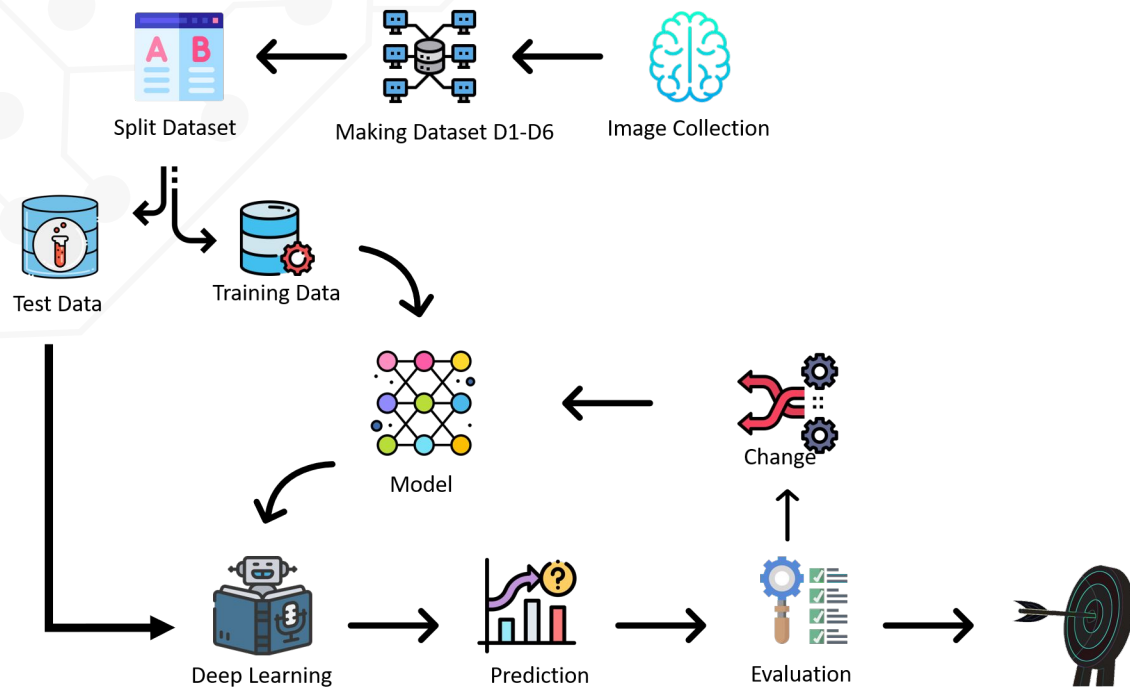 A B
Split Dataset
Making Dataset D1-D6
Image Collection
Test Data
Training Data
Model
Change
Deep Learning
?
Prediction
Evaluation